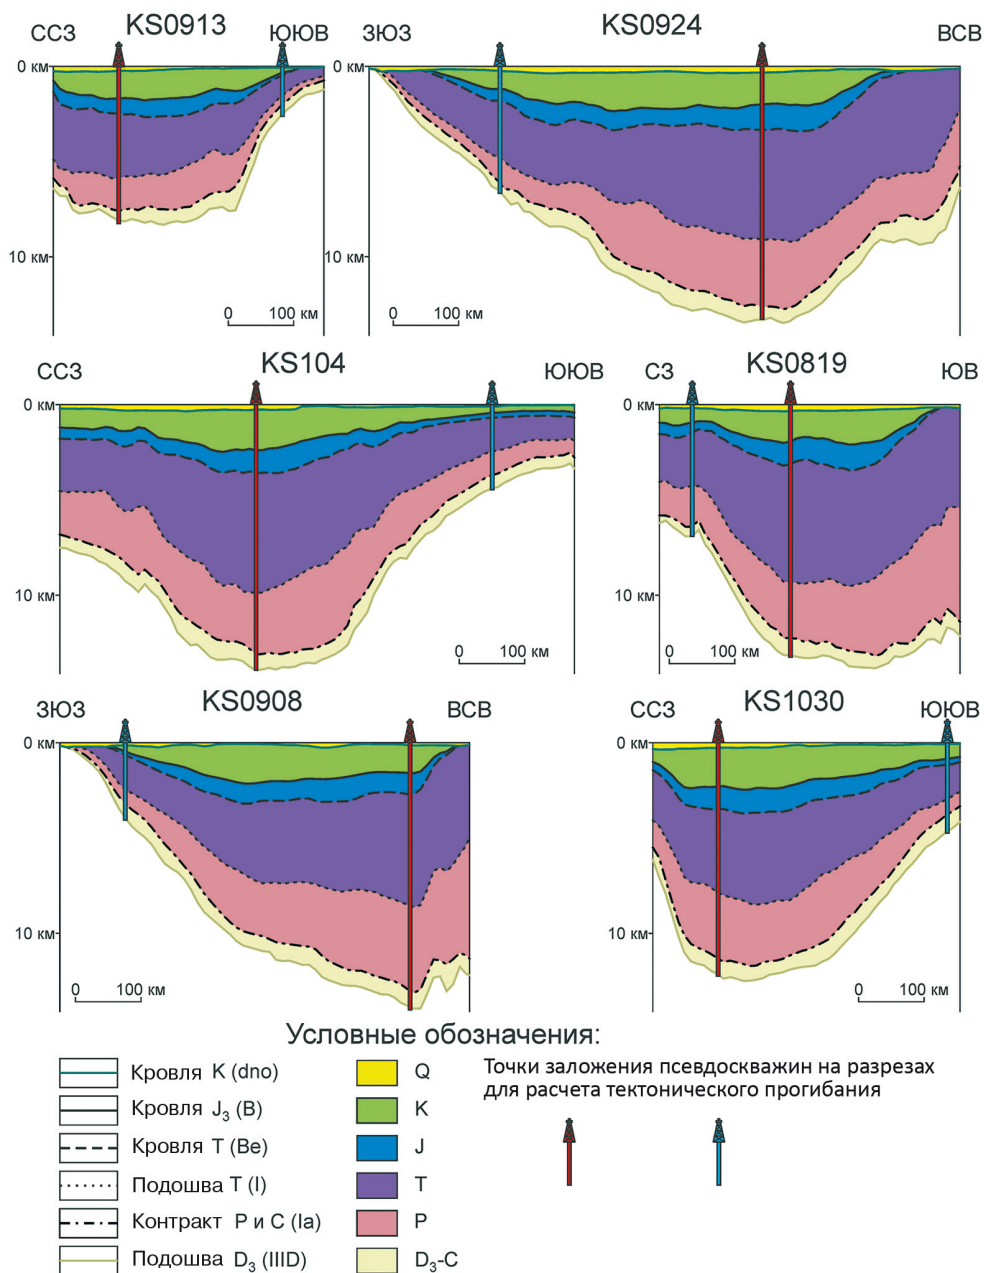 ССЗ KS0913 ЮЮВ
0 км
10 км
0 100 км
ЗЮЗ KS0924 ВСВ
0 км
10 км
0 100 км
ССЗ KS104 ЮЮВ
0 км
10 км
0 100 км
СЗ KS0819 ЮВ
0 км
10 км
0 100 км
ЗЮЗ KS0908 ВСВ
0 км
10 км
0 100 км
ССЗ KS1030 ЮЮВ
0 км
10 км
0 100 км
Условные обозначения:
Кровля K (dno)
Кровля J₃ (B)
Кровля T (Be)
Подошва T (I)
Контракт P и C (Ia)
Подошва D₃ (IIID)
Q
K
J
T
P
D₃-C
Точки заложения псевдоскважин на разрезах
для расчета тектонического прогибания